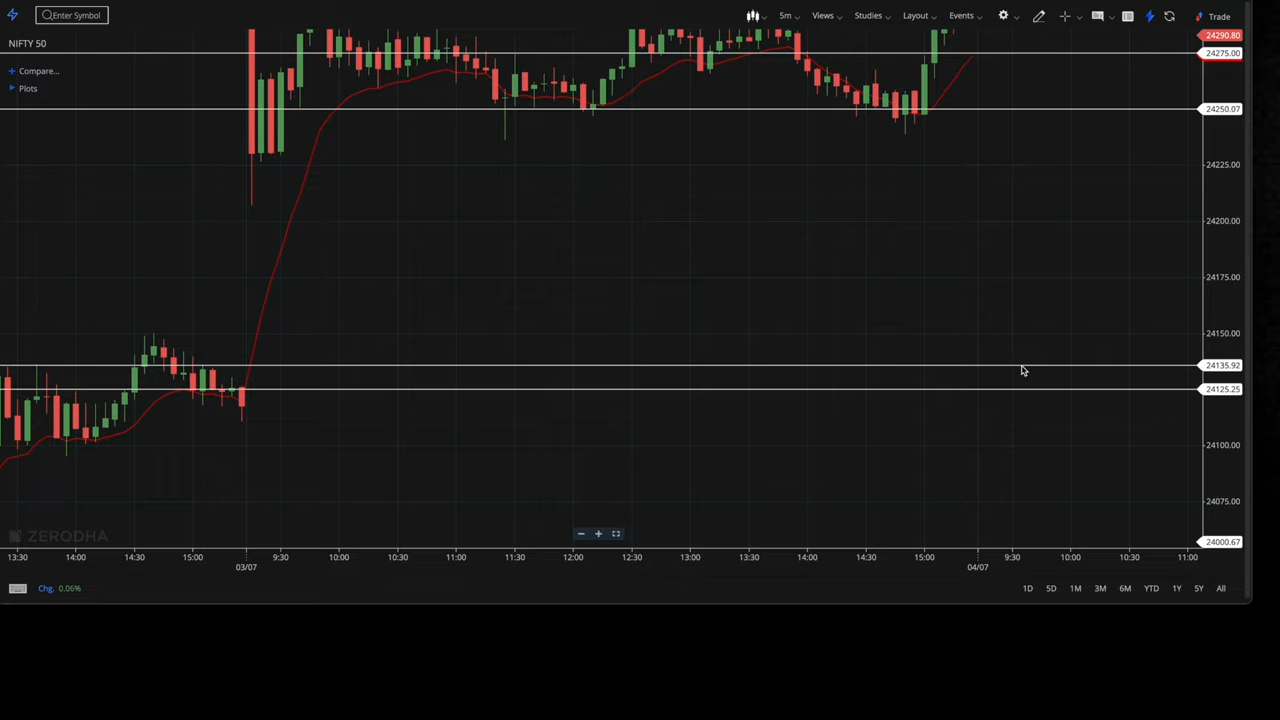 Enter Symbol
5m
Views
Studies
Layout
Events
Trade
NIFTY 50
Compare...
Plots
24290.80
24275.00
24250.07
24225.00
24200.00
24175.00
24150.00
24135.92
24125.25
24100.00
24075.00
24000.67
ZERODHA
13:30 14:00 14:30 15:00 9:30 10:00 10:30 11:00 11:30 12:00 12:30 13:00 13:30 14:00 14:30 15:00 9:30 10:00 10:30 11:00
03/07 04/07
Chg. 0.06%
1D 5D 1M 3M 6M YTD 1Y 5Y All